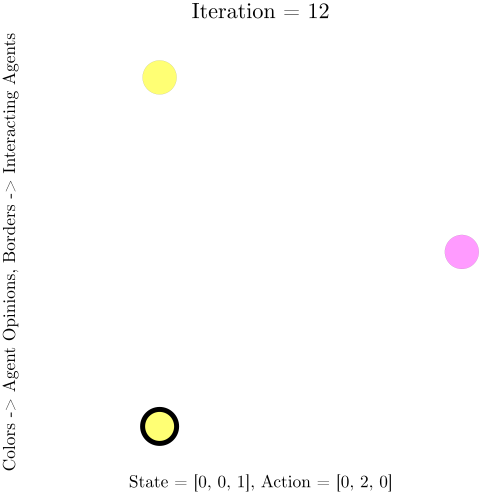 Iteration = 12
Colors -> Agent Opinions, Borders -> Interacting Agents
State = [0, 0, 1], Action = [0, 2, 0]